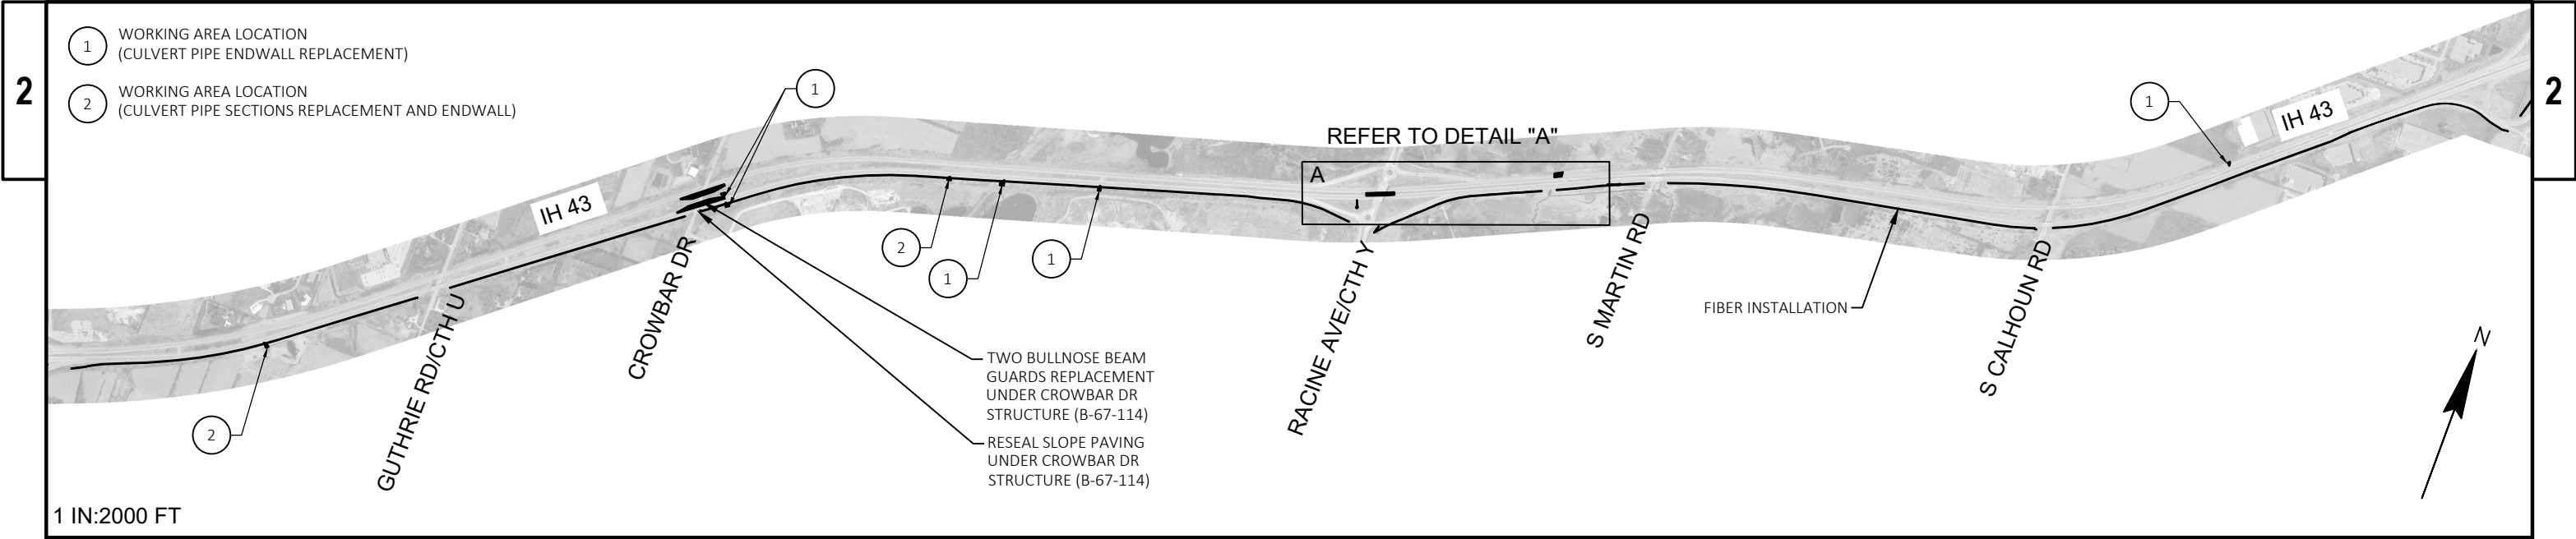 2
1
WORKING AREA LOCATION
(CULVERT PIPE ENDWALL REPLACEMENT)
2
WORKING AREA LOCATION
(CULVERT PIPE SECTIONS REPLACEMENT AND ENDWALL)
1
REFER TO DETAIL "A"
A
1
IH 43
2
IH 43
2
1
1
2
GUTHRIE RD/CTH U
CROWBAR DR
RACINE AVE/CTH Y
S MARTIN RD
S CALHOUN RD
FIBER INSTALLATION
TWO BULLNOSE BEAM
GUARDS REPLACEMENT
UNDER CROWBAR DR
STRUCTURE (B-67-114)
RESEAL SLOPE PAVING
UNDER CROWBAR DR
STRUCTURE (B-67-114)
N
1 IN:2000 FT